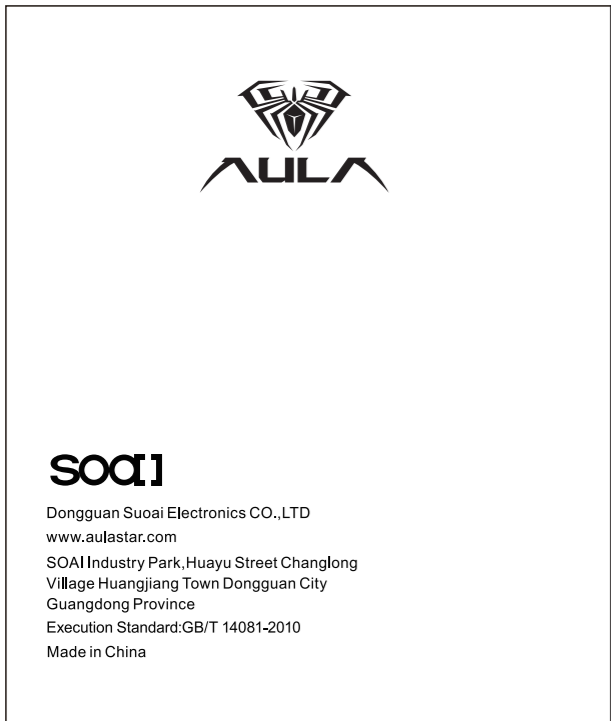 AULA
SOAI
Dongguan Suoai Electronics CO.,LTD
www.aulastar.com
SOAI Industry Park,Huayu Street Changlong
Village Huangjiang Town Dongguan City
Guangdong Province
Execution Standard:GB/T 14081-2010
Made in China